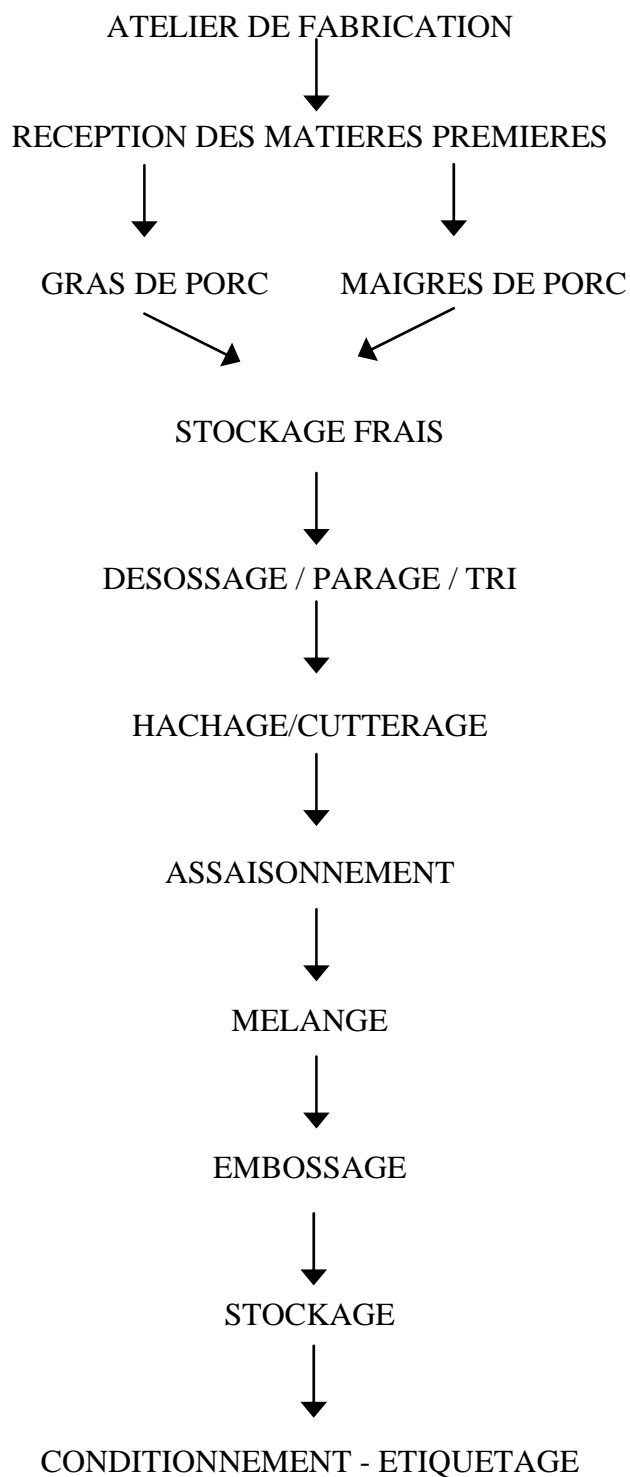 ATELIER DE FABRICATION
RECEPTION DES MATIERES PREMIERES
GRAS DE PORC MAIGRES DE PORC
STOCKAGE FRAIS
DESOSSAGE / PARAGE / TRI
HACHAGE/CUTTERAGE
ASSAISONNEMENT
MELANGE
EMBOSSAGE
STOCKAGE
CONDITIONNEMENT - ETIQUETAGE